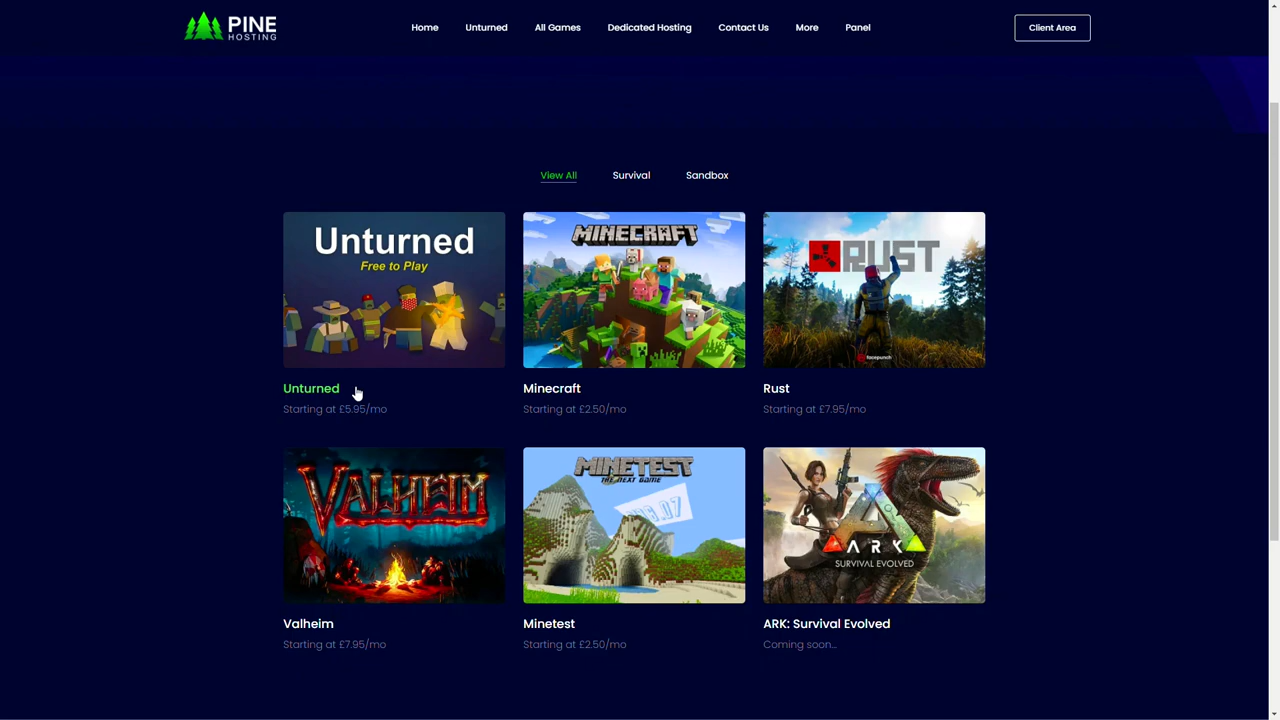 PINE
HOSTING
Home
Unturned
All Games
Dedicated Hosting
Contact Us
More
Panel
Client Area
View All
Survival
Sandbox
Unturned
Free to Play
MINECRAFT
RUST
facepunch
Unturned
Starting at £5.95/mo
Minecraft
Starting at £2.50/mo
Rust
Starting at £7.95/mo
VALHEIM
MINETEST
THE NEXT GAME
ARK
SURVIVAL EVOLVED
Valheim
Starting at £7.95/mo
Minetest
Starting at £2.50/mo
ARK: Survival Evolved
Coming soon...